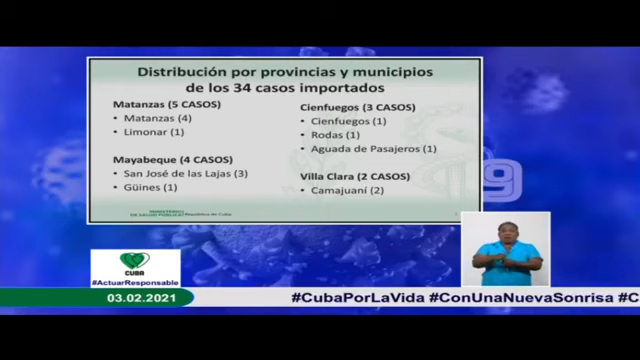 Distribución por provincias y municipios
de los 34 casos importados
Matanzas (5 CASOS)
• Matanzas (4)
• Limonar (1)
Mayabeque (4 CASOS)
• San José de las Lajas (3)
• Güines (1)
Cienfuegos (3 CASOS)
• Cienfuegos (1)
• Rodas (1)
• Aguada de Pasajeros (1)
Villa Clara (2 CASOS)
• Camajuaní (2)
MINISTERIO
DE SALUD PÚBLICA República de Cuba
9
CUBA
#ActuarResponsable
03.02.2021
#CubaPorLaVida #ConUnaNuevaSonrisa #C